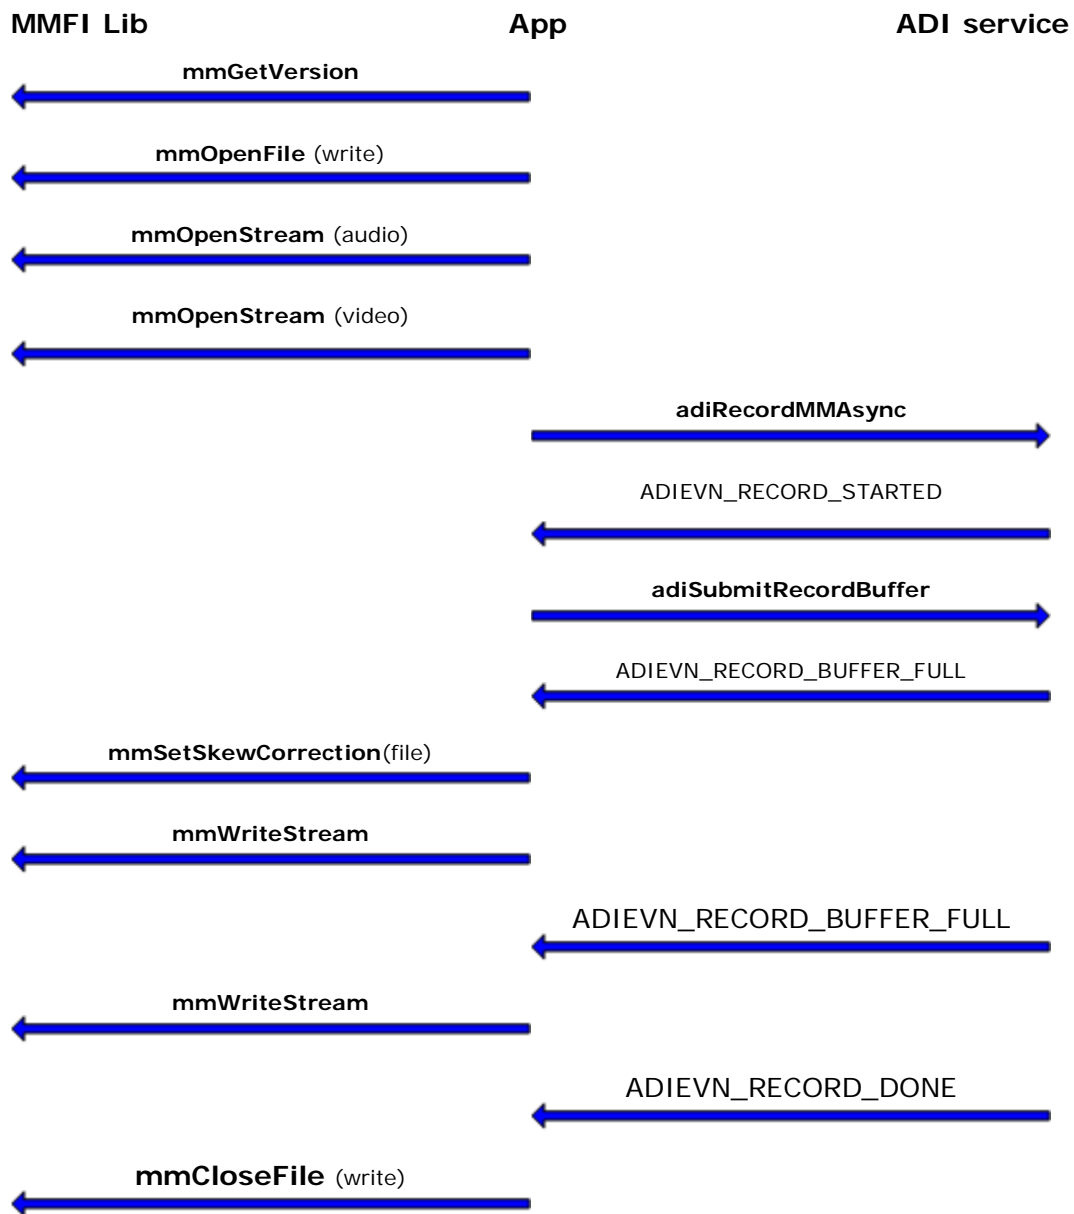 MMFI Lib App ADI service
mmGetVersion
mmOpenFile (write)
mmOpenStream (audio)
mmOpenStream (video)
adiRecordMMAsync
ADIEVN_RECORD_STARTED
adiSubmitRecordBuffer
ADIEVN_RECORD_BUFFER_FULL
mmSetSkewCorrection(file)
mmWriteStream
ADIEVN_RECORD_BUFFER_FULL
mmWriteStream
ADIEVN_RECORD_DONE
mmCloseFile (write)